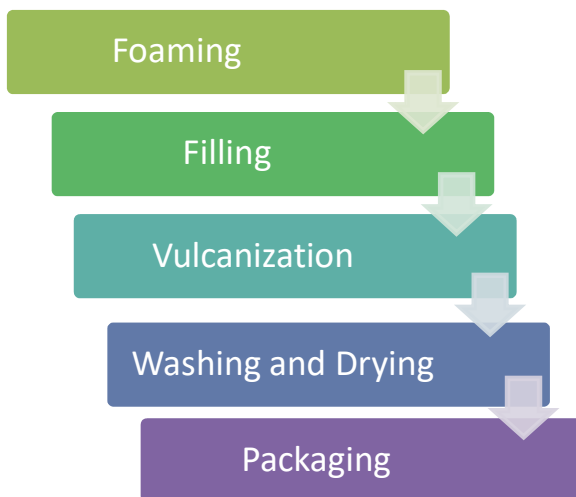 Foaming
Filling
Vulcanization
Washing and Drying
Packaging